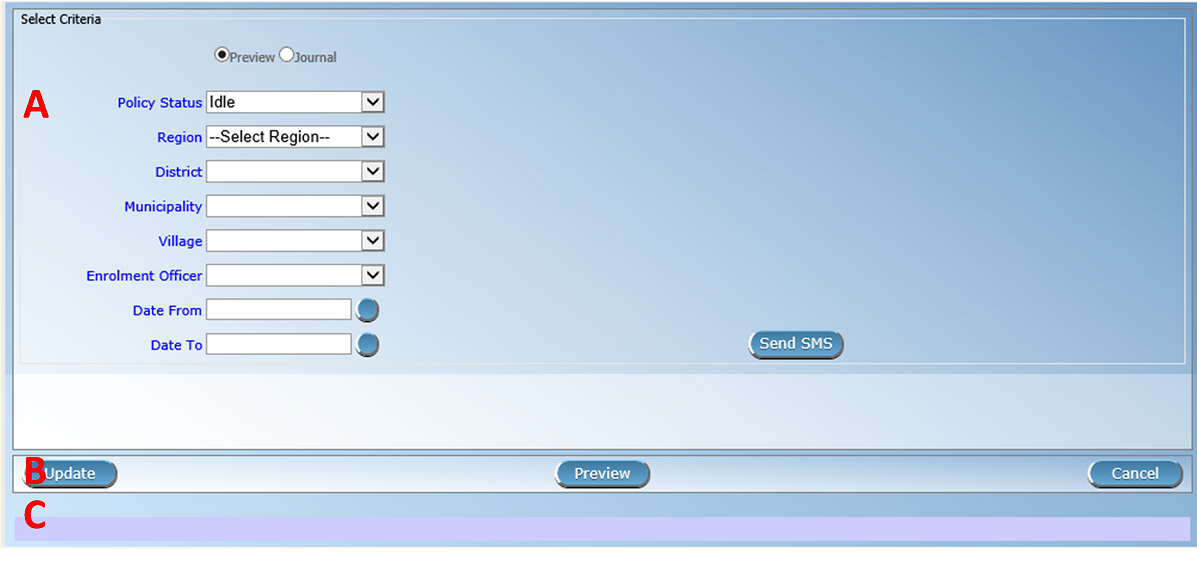 Select Criteria
Preview Journal
A
Policy Status Idle
Region --Select Region--
District
Municipality
Village
Enrolment Officer
Date From
Date To
Send SMS
B Update Preview Cancel
C